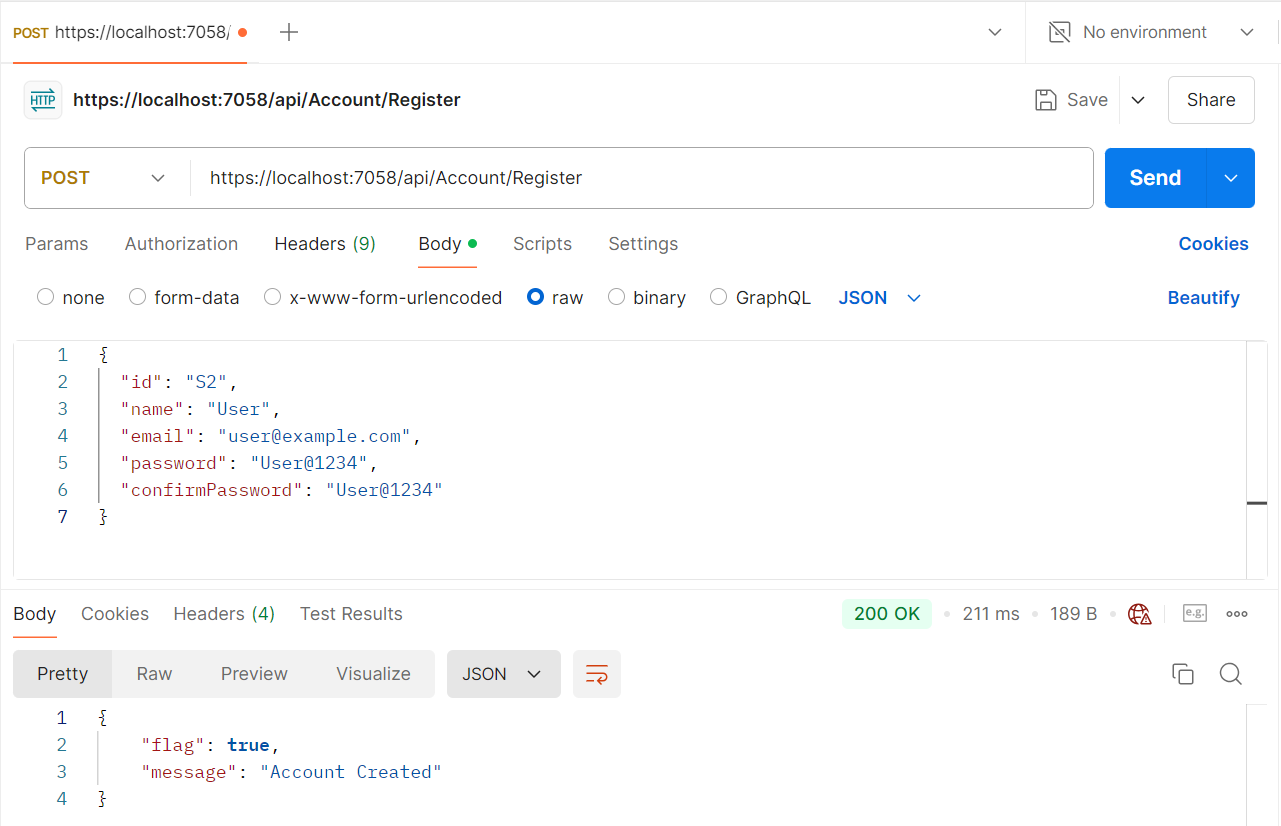 POST https://localhost:7058/
No environment
HTTP https://localhost:7058/api/Account/Register
Save
Share
POST https://localhost:7058/api/Account/Register
Send
Params Authorization Headers (9) Body Scripts Settings Cookies
none form-data x-www-form-urlencoded raw binary GraphQL JSON Beautify
1 {
2 "id": "S2",
3 "name": "User",
4 "email": "user@example.com",
5 "password": "User@1234",
6 "confirmPassword": "User@1234"
7 }
Body Cookies Headers (4) Test Results 200 OK 211 ms 189 B e.g.
Pretty Raw Preview Visualize JSON
1 {
2 "flag": true,
3 "message": "Account Created"
4 }